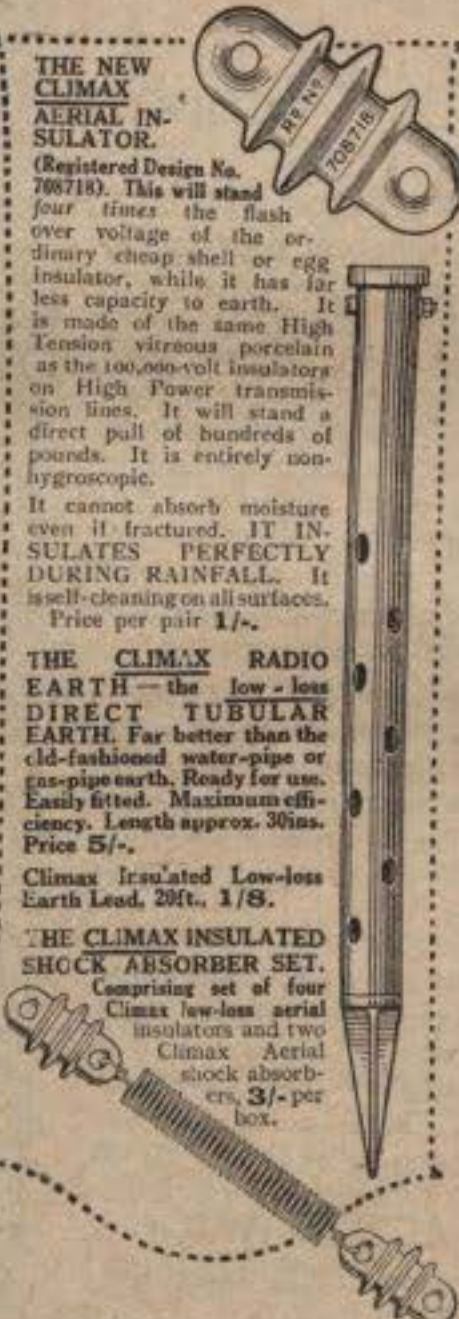 THE NEW
CLIMAX
AERIAL IN-
SULATOR.
(Registered Design No.
708718). This will stand
four times the flash
over voltage of the or-
dinary cheap shell or egg
insulator, while it has far
less capacity to earth. It
is made of the same High
Tension vitreous porcelain
as the 100,000-volt insulators
on High Power transmis-
sion lines. It will stand a
direct pull of hundreds of
pounds. It is entirely non-
hygroscopic.
It cannot absorb moisture
even if fractured. IT IN-
SULATES PERFECTLY
DURING RAINFALL. It
is self-cleaning on all surfaces.
Price per pair 1/-.
THE CLIMAX RADIO
EARTH — the low-loss
DIRECT TUBULAR
EARTH. Far better than the
old-fashioned water-pipe or
gas-pipe earth. Ready for use.
Easily fitted. Maximum effi-
ciency. Length approx. 30ins.
Price 5/-.
Climax Insulated Low-loss
Earth Lead, 20ft., 1/8.
THE CLIMAX INSULATED
SHOCK ABSORBER SET.
Comprising set of four
Climax low-loss aerial
insulators and two
Climax Aerial
shock absorb-
ers, 3/- per
box.
RD. NO.
708718